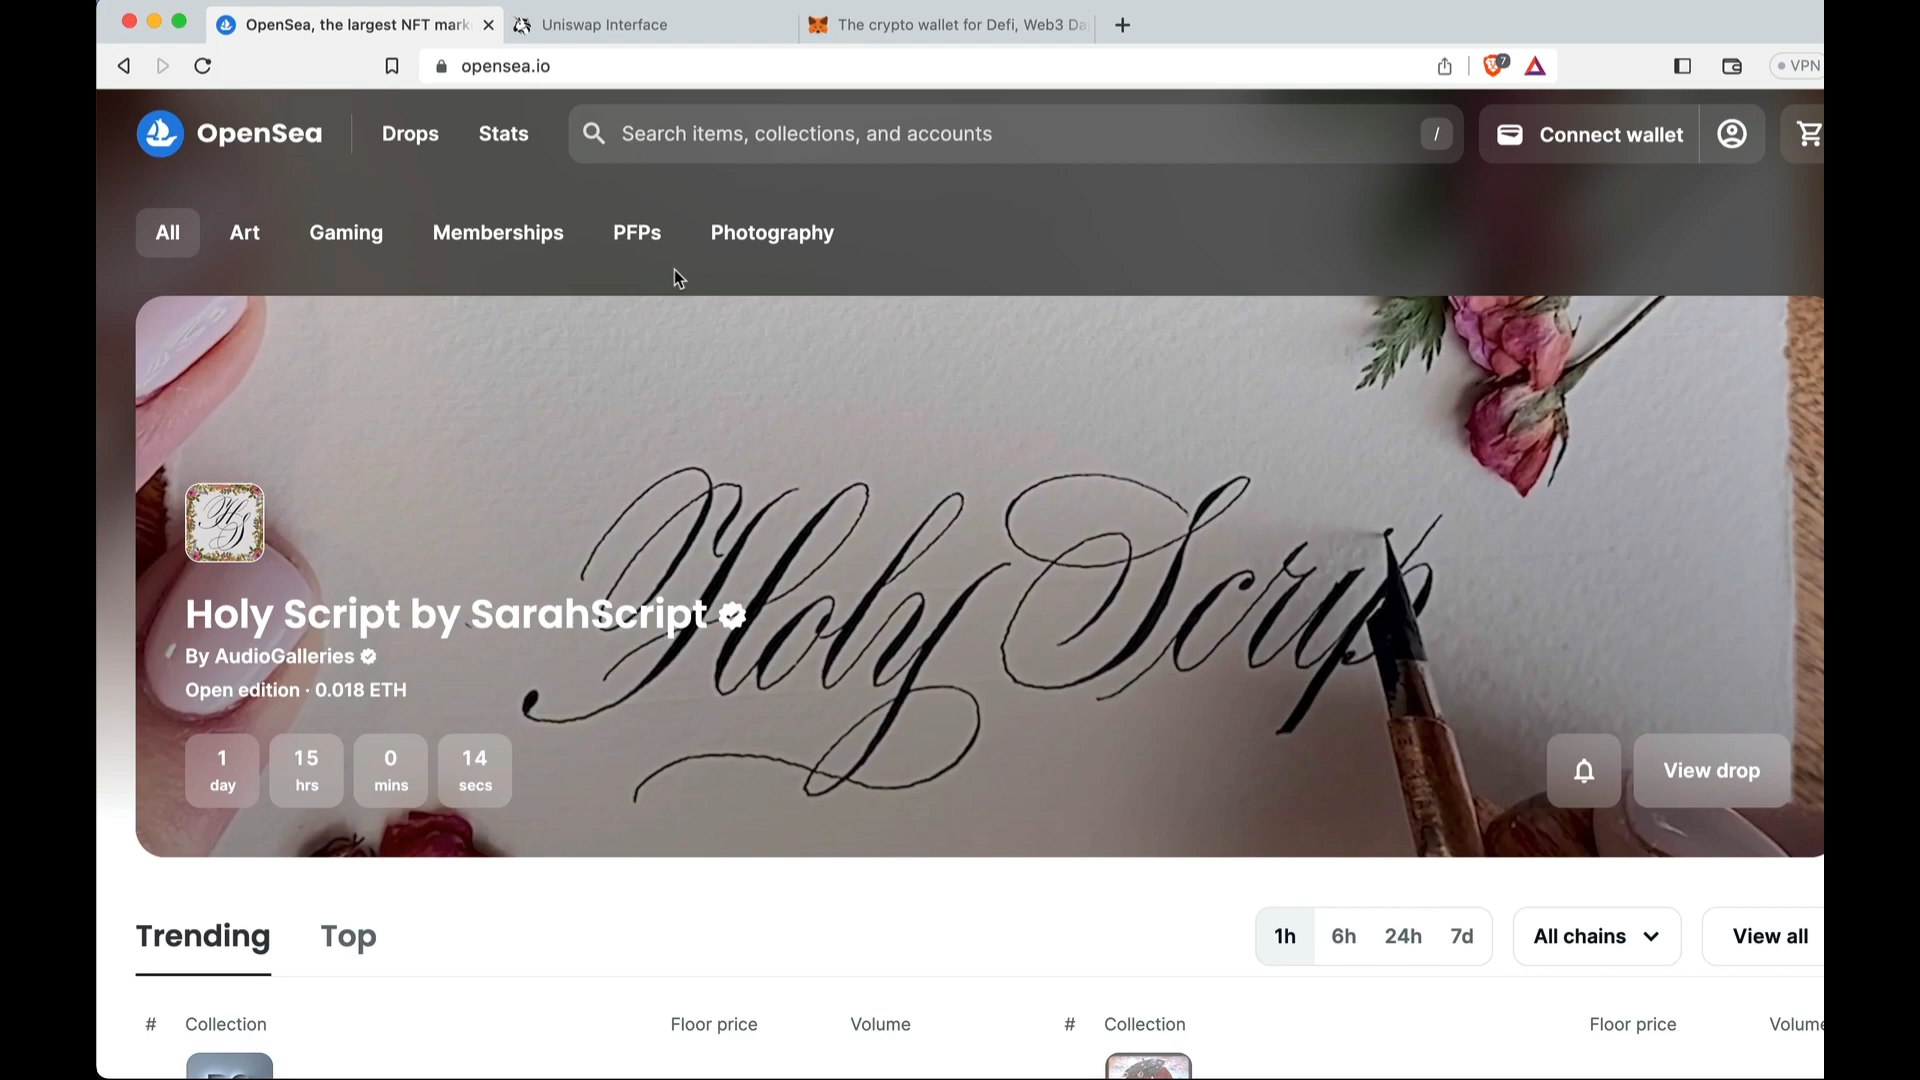 OpenSea, the largest NFT mark
Uniswap Interface
The crypto wallet for Defi, Web3 Da
opensea.io
7
VPN
OpenSea
Drops
Stats
Search items, collections, and accounts
/
Connect wallet
All
Art
Gaming
Memberships
PFPs
Photography
Holy Scrip
Holy Script by SarahScript
By AudioGalleries
Open edition · 0.018 ETH
1
day
15
hrs
0
mins
14
secs
View drop
Trending
Top
1h
6h
24h
7d
All chains
View all
#
Collection
Floor price
Volume
#
Collection
Floor price
Volume